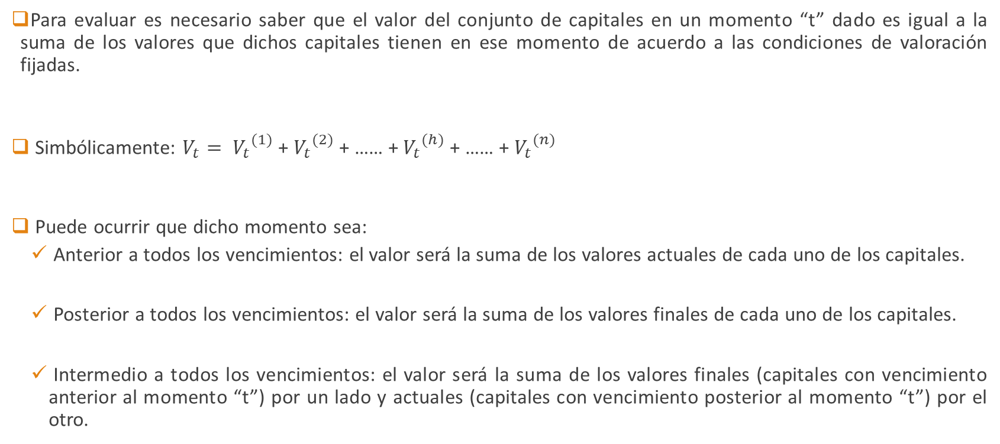 ❑Para evaluar es necesario saber que el valor del conjunto de capitales en un momento “t” dado es igual a la
suma de los valores que dichos capitales tienen en ese momento de acuerdo a las condiciones de valoración
fijadas.
❑ Simbólicamente: $V_t = V_t^{(1)} + V_t^{(2)} + ...... + V_t^{(h)} + ...... + V_t^{(n)}$
❑ Puede ocurrir que dicho momento sea:
✓ Anterior a todos los vencimientos: el valor será la suma de los valores actuales de cada uno de los capitales.
✓ Posterior a todos los vencimientos: el valor será la suma de los valores finales de cada uno de los capitales.
✓ Intermedio a todos los vencimientos: el valor será la suma de los valores finales (capitales con vencimiento
anterior al momento “t”) por un lado y actuales (capitales con vencimiento posterior al momento “t”) por el
otro.